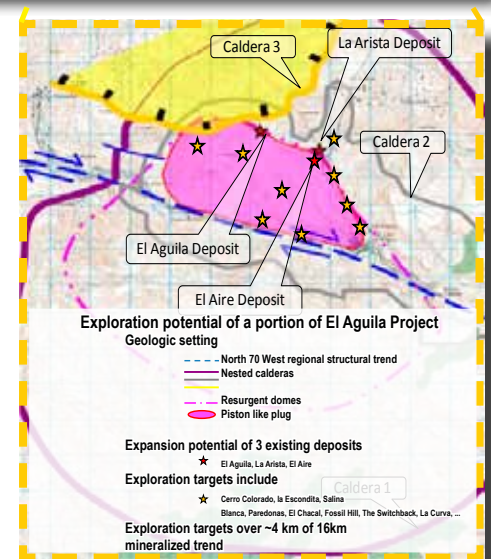 La Arista Deposit
Caldera 3
Caldera 2
El Aguila Deposit
El Aire Deposit
Exploration potential of a portion of El Aguila Project
Geologic setting
North 70 West regional structural trend
Nested calderas
Resurgent domes
Piston like plug
Expansion potential of 3 existing deposits
El Aguila, La Arista, El Aire
Exploration targets include
Caldera 1
Cerro Colorado, la Escondita, Salina
Blanca, Paredonas, El Chacal, Fossil Hill, The Switchback, La Curva, ...
Exploration targets over ~4 km of 16km
mineralized trend